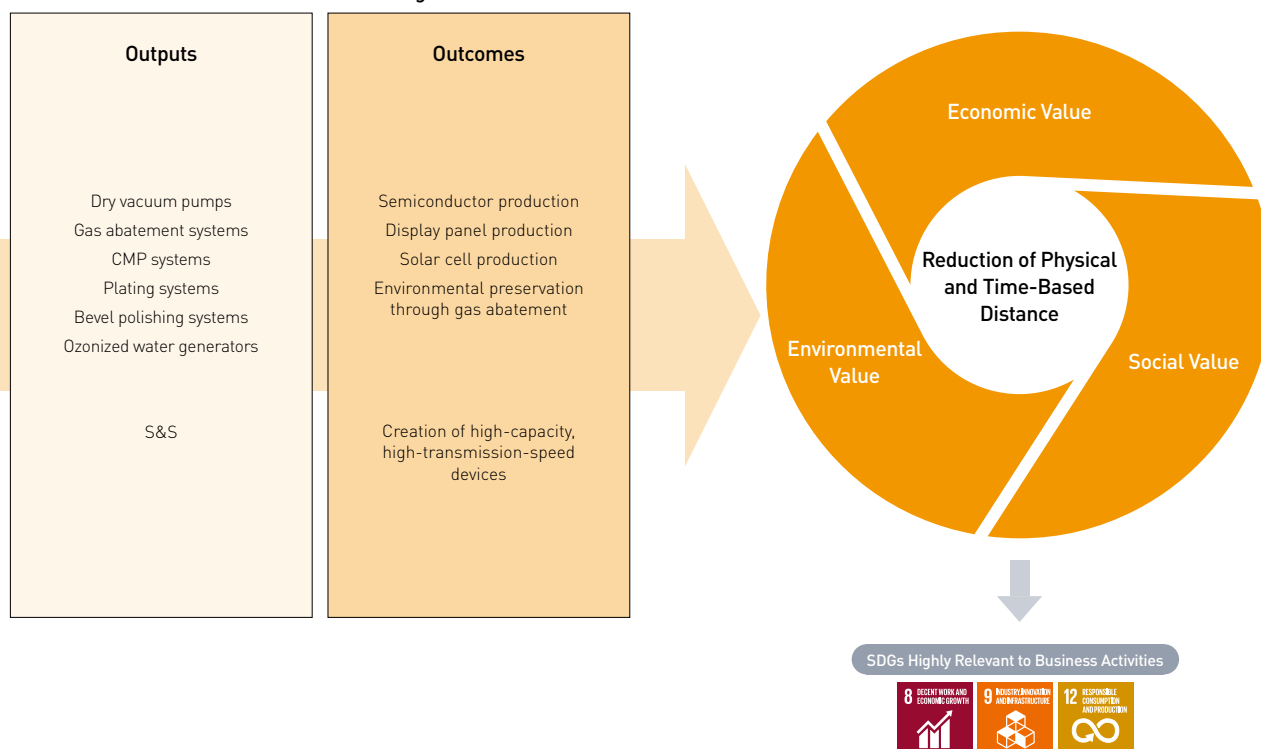 Outputs
Dry vacuum pumps
Gas abatement systems
CMP systems
Plating systems
Bevel polishing systems
Ozonized water generators
S&S
Outcomes
Semiconductor production
Display panel production
Solar cell production
Environmental preservation
through gas abatement
Creation of high-capacity,
high-transmission-speed
devices
Economic Value
Reduction of Physical
and Time-Based
Distance
Environmental
Value
Social Value
SDGs Highly Relevant to Business Activities
8 DECENT WORK AND
ECONOMIC GROWTH
9 INDUSTRY, INNOVATION
AND INFRASTRUCTURE
12 RESPONSIBLE
CONSUMPTION
AND PRODUCTION